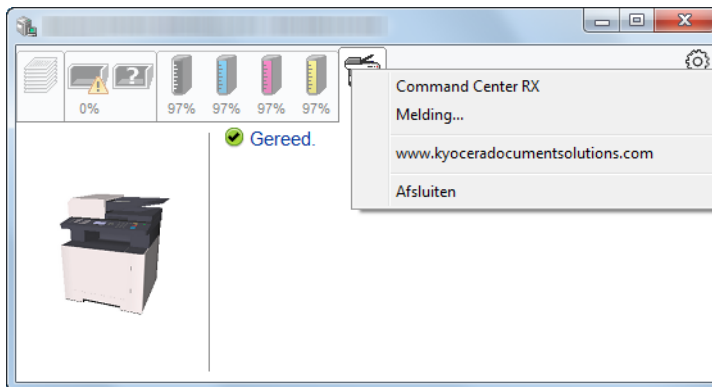 0%
97%
97%
97%
97%
Gereed.
Command Center RX
Melding...
www.kyoceradocumentsolutions.com
Afsluiten